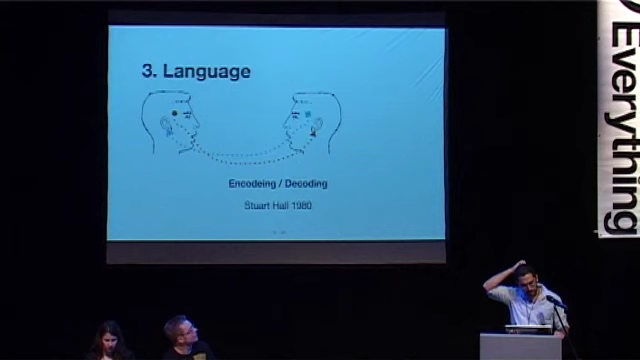 3. Language
Encodeing / Decoding
Stuart Hall 1980
Everything